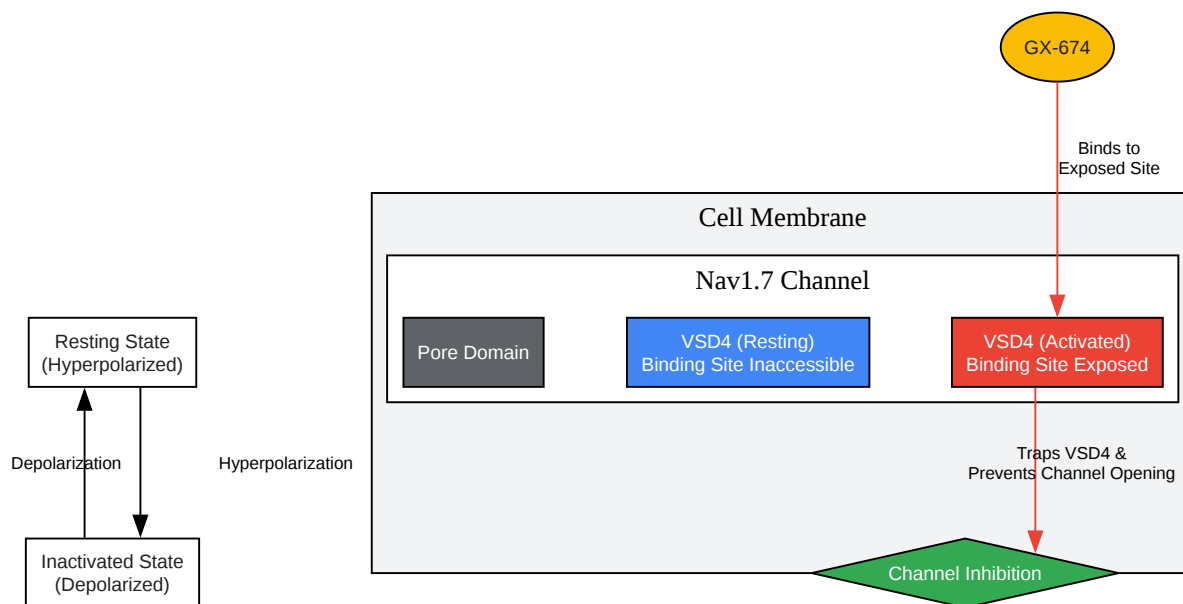 GX-674
Binds to
Exposed Site
Cell Membrane
Nav1.7 Channel
Pore Domain
VSD4 (Resting)
Binding Site Inaccessible
VSD4 (Activated)
Binding Site Exposed
Resting State
(Hyperpolarized)
Depolarization
Hyperpolarization
Traps VSD4 &
Prevents Channel Opening
Inactivated State
(Depolarized)
Channel Inhibition